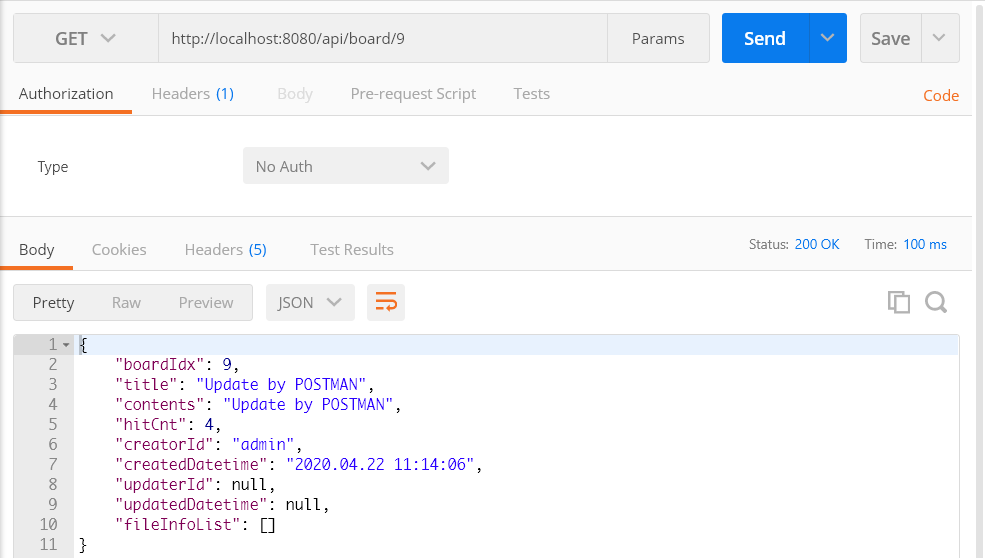 GET http://localhost:8080/api/board/9 Params Send Save
Authorization Headers (1) Body Pre-request Script Tests Code
Type No Auth
Body Cookies Headers (5) Test Results Status: 200 OK Time: 100 ms
Pretty Raw Preview JSON
1 {
2 "boardIdx": 9,
3 "title": "Update by POSTMAN",
4 "contents": "Update by POSTMAN",
5 "hitCnt": 4,
6 "creatorId": "admin",
7 "createdDatetime": "2020.04.22 11:14:06",
8 "updaterId": null,
9 "updatedDatetime": null,
10 "fileInfoList": []
11 }